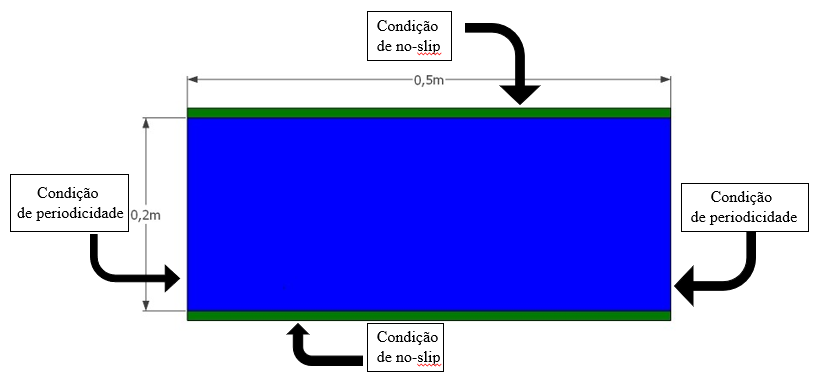 Condição
de no-slip
0,5m
Condição
de periodicidade
0,2m
Condição
de periodicidade
Condição
de no-slip